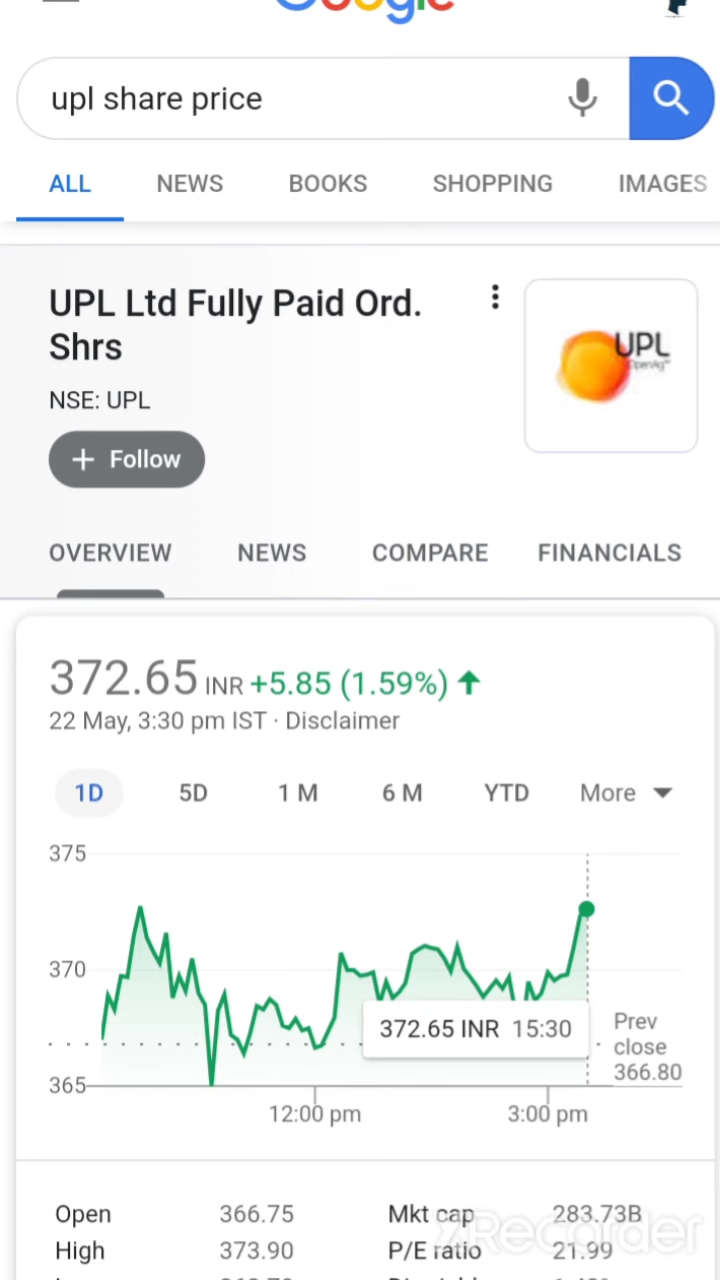 Google
upl share price
ALL NEWS BOOKS SHOPPING IMAGES
UPL Ltd Fully Paid Ord.
Shrs
NSE: UPL
+ Follow
UPL
OpenAg™
OVERVIEW NEWS COMPARE FINANCIALS
372.65 INR +5.85 (1.59%)
22 May, 3:30 pm IST · Disclaimer
1D 5D 1 M 6 M YTD More
375
370
365
372.65 INR 15:30
Prev
close
366.80
12:00 pm 3:00 pm
Open 366.75 Mkt cap 283.73B
High 373.90 P/E ratio 21.99
XRecorder